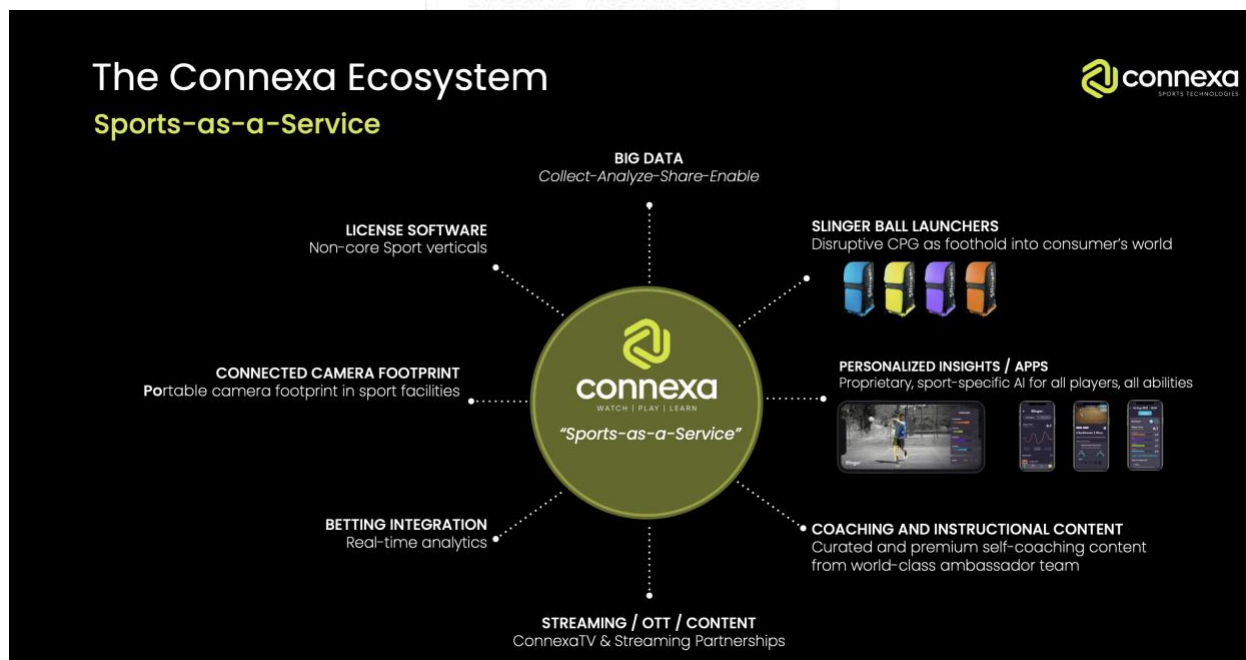 The Connexa Ecosystem
Sports-as-a-Service
connexa
SPORTS TECHNOLOGIES
BIG DATA
Collect-Analyze-Share-Enable
LICENSE SOFTWARE
Non-core Sport verticals
SLINGER BALL LAUNCHERS
Disruptive CPG as foothold into consumer's world
CONNECTED CAMERA FOOTPRINT
Portable camera footprint in sport facilities
connexa
WATCH | PLAY | LEARN
"Sports-as-a-Service"
PERSONALIZED INSIGHTS / APPS
Proprietary, sport-specific AI for all players, all abilities
BETTING INTEGRATION
Real-time analytics
COACHING AND INSTRUCTIONAL CONTENT
Curated and premium self-coaching content
from world-class ambassador team
STREAMING / OTT / CONTENT
ConnexaTV & Streaming Partnerships